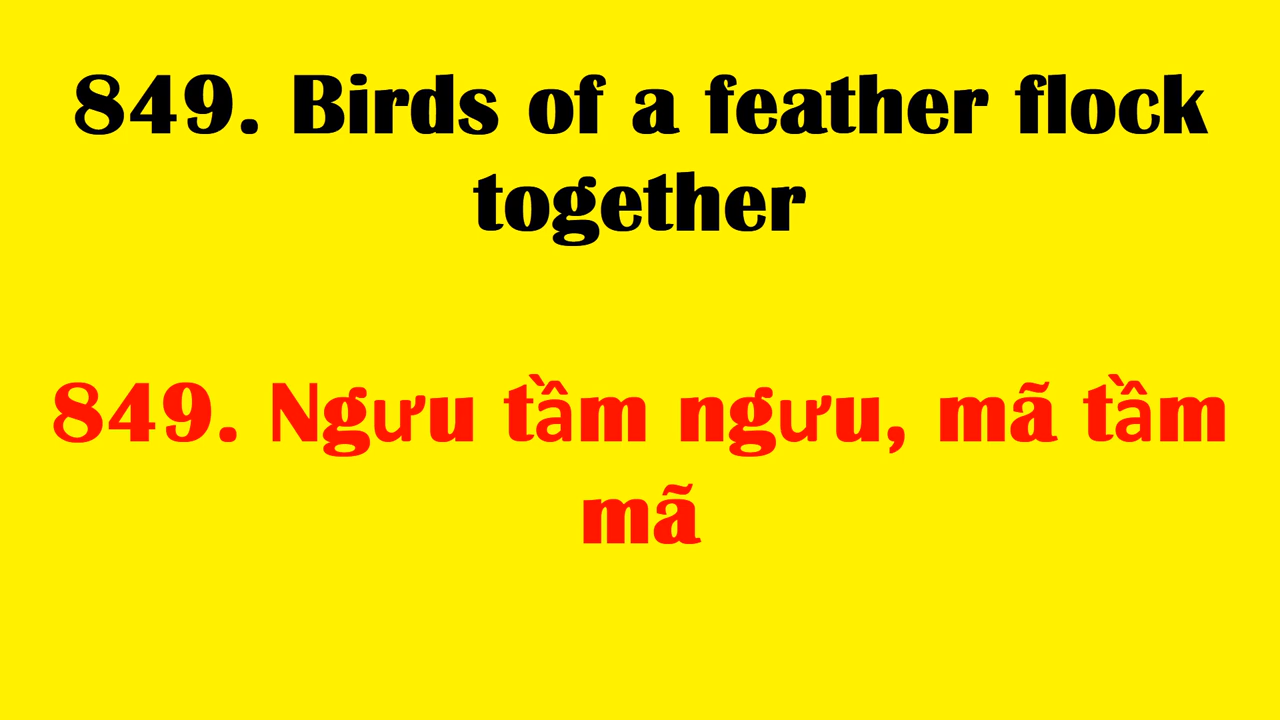 849. Birds of a feather flock
together
849. Ngưu tầm ngưu, mã tầm
mã